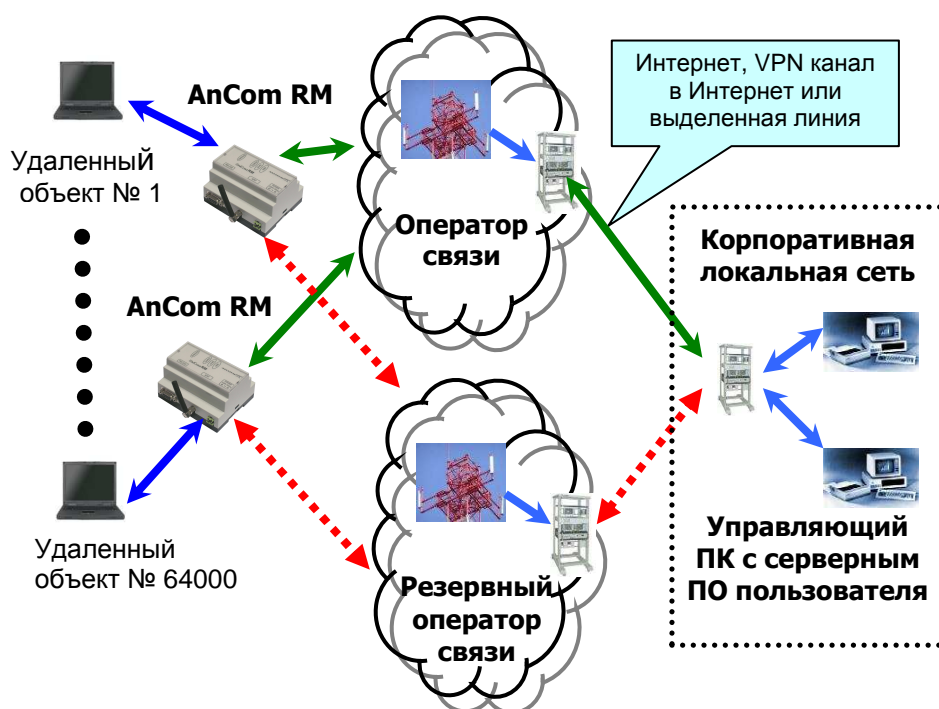 AnCom RM
Удаленный
объект № 1
AnCom RM
Удаленный
объект № 64000
Оператор
связи
Резервный
оператор
связи
Интернет, VPN канал
в Интернет или
выделенная линия
Корпоративная
локальная сеть
Управляющий
ПК с серверным
ПО пользователя